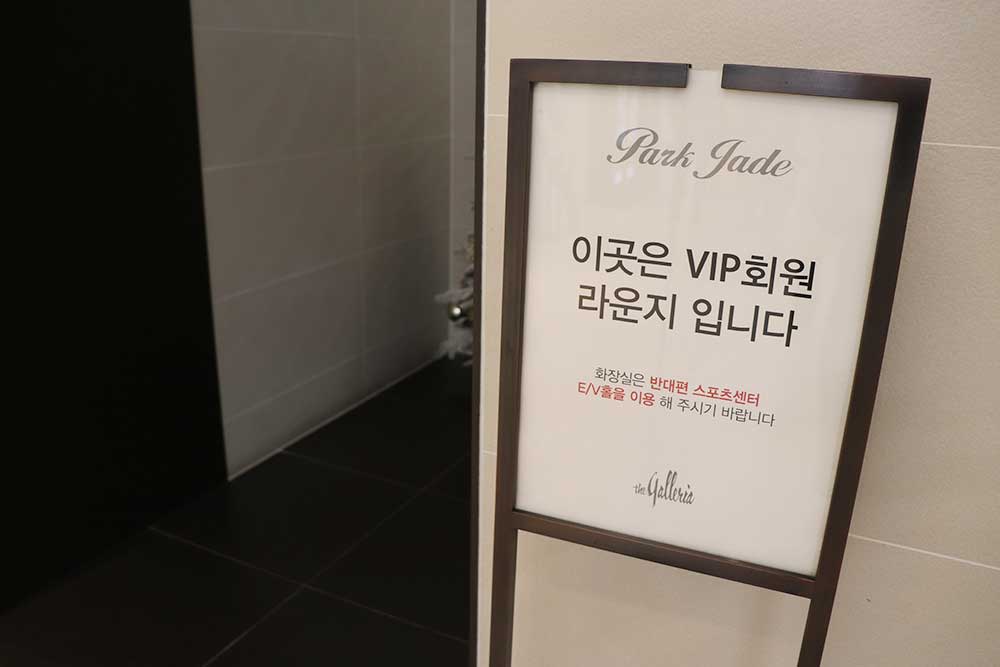 Park Jade
이곳은 VIP회원
라운지 입니다
화장실은 반대편 스포츠센터
E/V홀을 이용 해 주시기 바랍니다
the Galleria